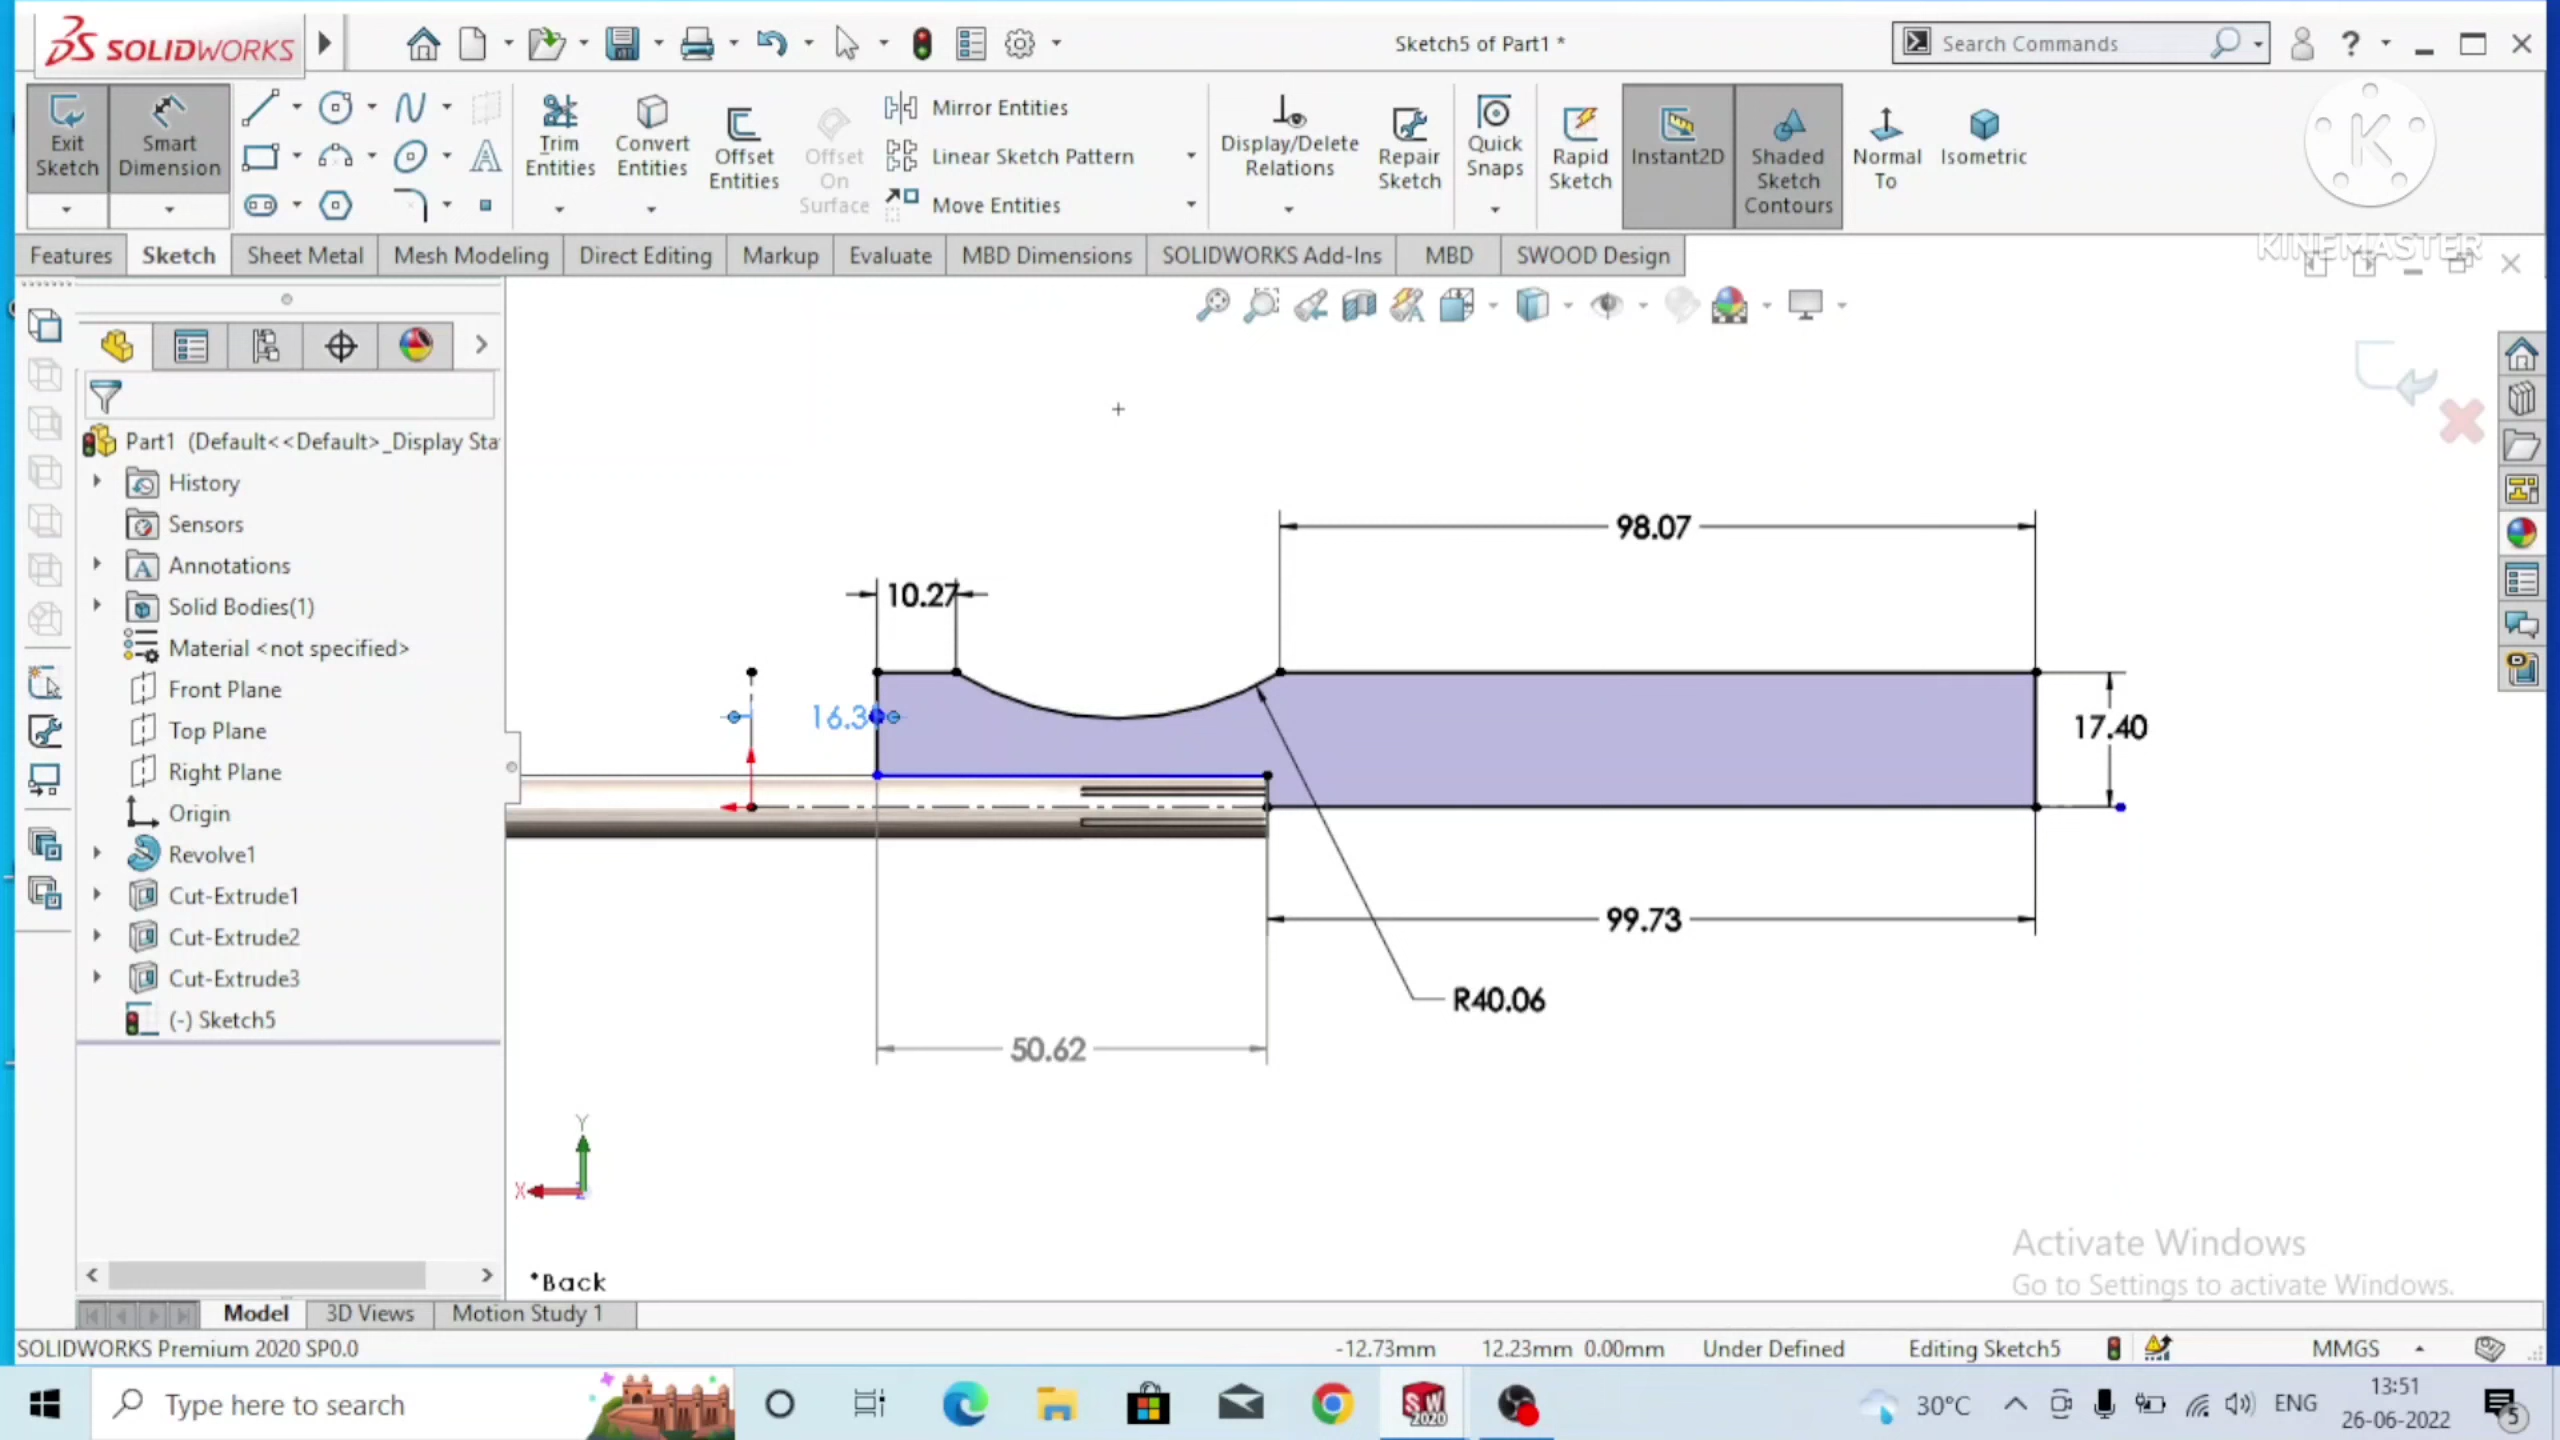 SOLIDWORKS
Sketch5 of Part1 *
Search Commands
Exit Sketch
Smart Dimension
Trim Entities
Convert Entities
Offset Entities
Offset On Surface
Mirror Entities
Linear Sketch Pattern
Move Entities
Display/Delete Relations
Repair Sketch
Quick Snaps
Rapid Sketch
Instant2D
Shaded Sketch Contours
Normal To
Isometric
K
KINEMASTER
Features
Sketch
Sheet Metal
Mesh Modeling
Direct Editing
Markup
Evaluate
MBD Dimensions
SOLIDWORKS Add-Ins
MBD
SWOOD Design
Part1 (Default<<Default>_Display Sta
History
Sensors
Annotations
Solid Bodies(1)
Material <not specified>
Front Plane
Top Plane
Right Plane
Origin
Revolve1
Cut-Extrude1
Cut-Extrude2
Cut-Extrude3
(-) Sketch5
98.07
10.27
16.3
17.40
99.73
R40.06
50.62
Y
X
*Back
Activate Windows
Go to Settings to activate Windows.
Model
3D Views
Motion Study 1
SOLIDWORKS Premium 2020 SP0.0
-12.73mm
12.23mm 0.00mm
Under Defined
Editing Sketch5
MMGS
Type here to search
SW 2020
30°C
ENG
13:51
26-06-2022
5